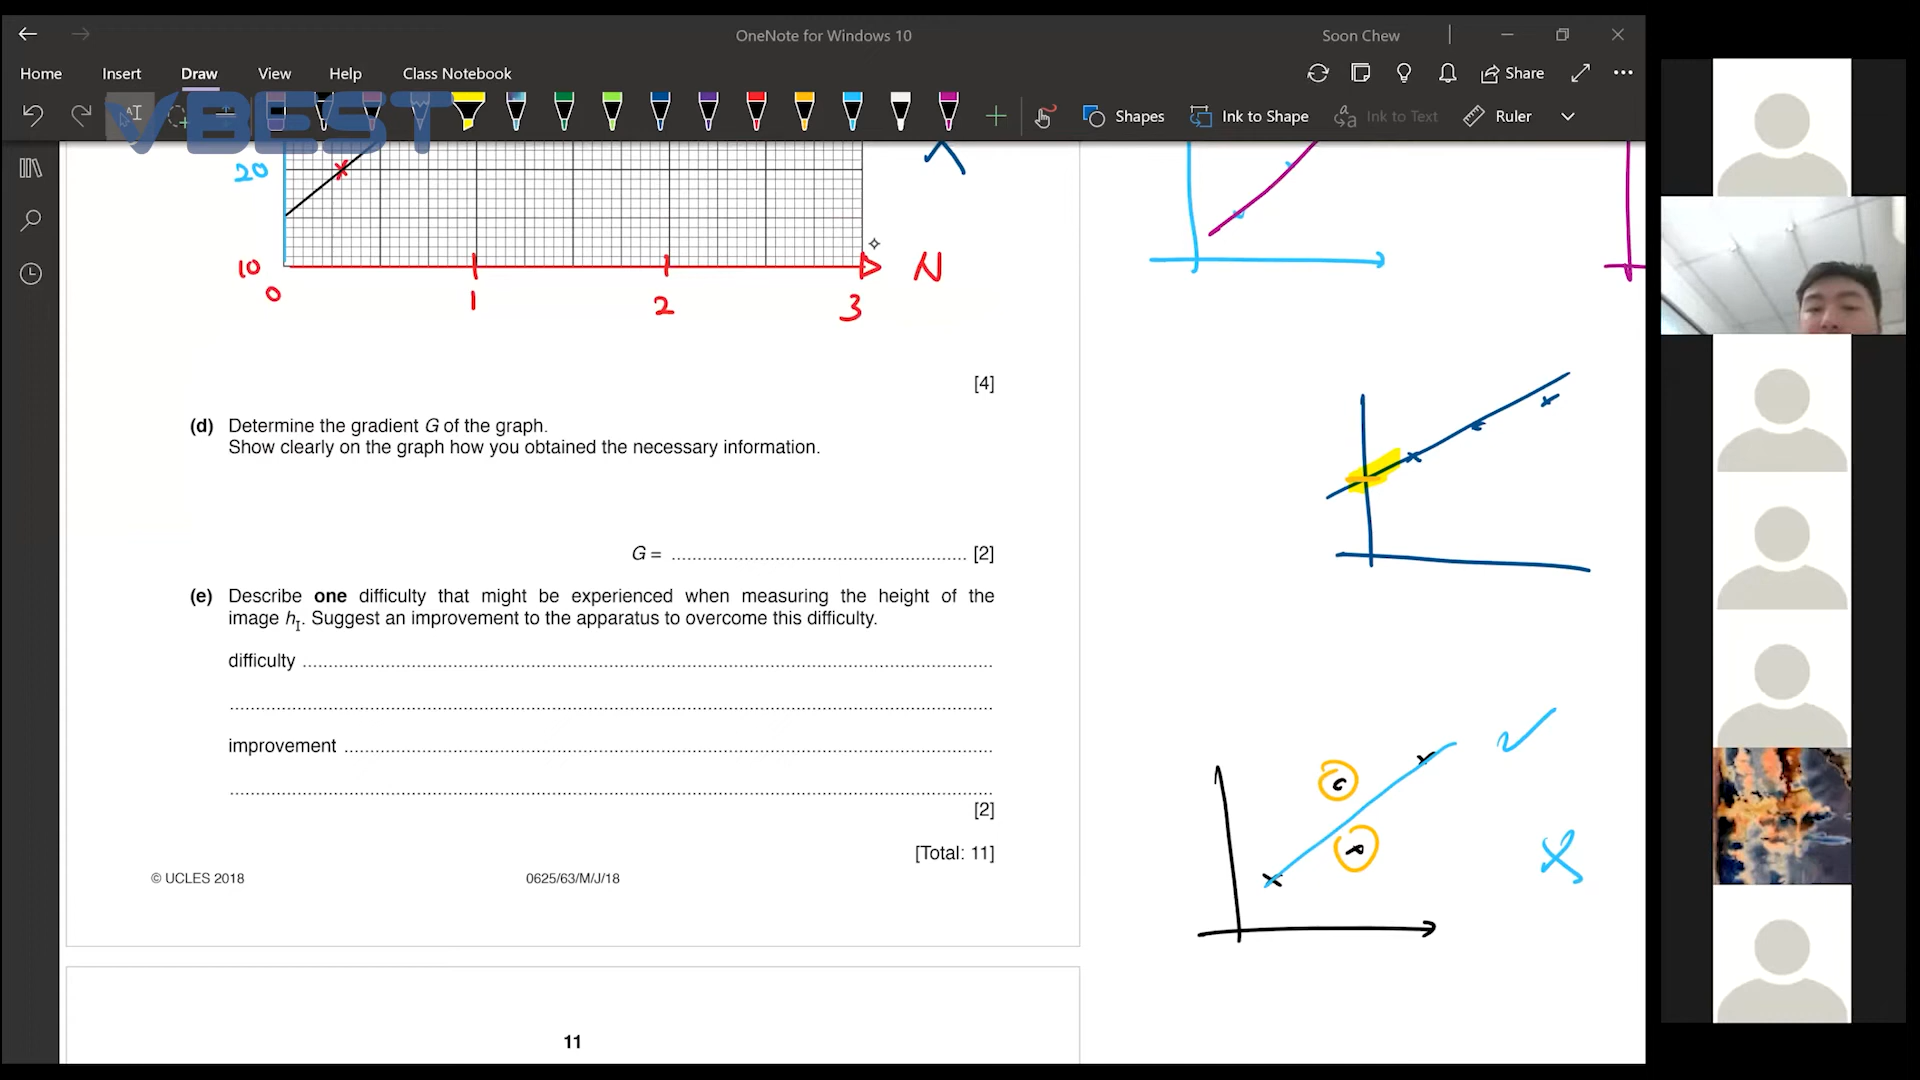 OneNote for Windows 10
Soon Chew
Home Insert Draw View Help Class Notebook
Share
VBEST
Shapes Ink to Shape Ink to Text Ruler
20
10
0
1
2
3
N
[4]
(d) Determine the gradient G of the graph.
Show clearly on the graph how you obtained the necessary information.
G = ........................................................ [2]
(e) Describe one difficulty that might be experienced when measuring the height of the
image hI. Suggest an improvement to the apparatus to overcome this difficulty.
difficulty ........................................................
........................................................
improvement ........................................................
........................................................
[2]
[Total: 11]
© UCLES 2018
0625/63/M/J/18
11